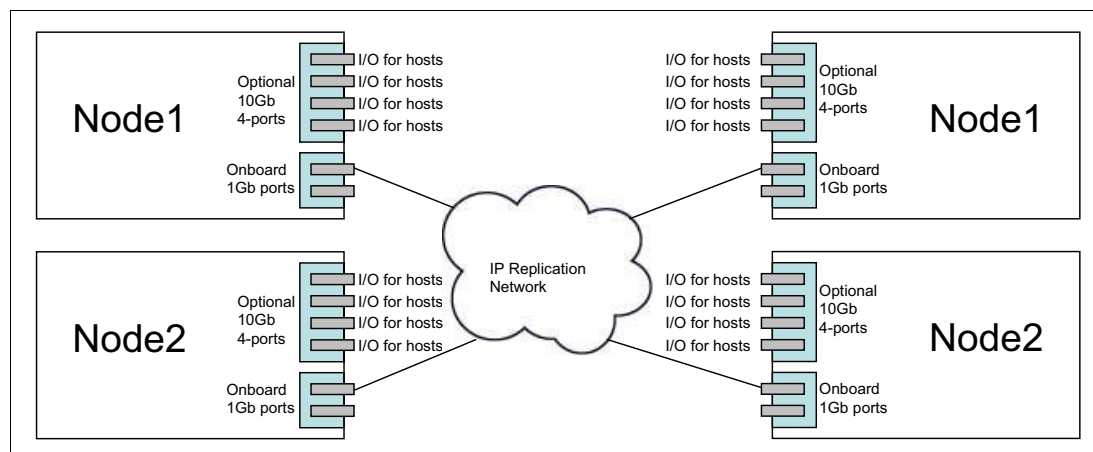 Node1
Optional
10Gb
4-ports
I/O for hosts
I/O for hosts
I/O for hosts
I/O for hosts
Onboard
1Gb ports
I/O for hosts
I/O for hosts
I/O for hosts
I/O for hosts
Optional
10Gb
4-ports
Onboard
1Gb ports
Node1
IP Replication
Network
Node2
Optional
10Gb
4-ports
I/O for hosts
I/O for hosts
I/O for hosts
I/O for hosts
Onboard
1Gb ports
I/O for hosts
I/O for hosts
I/O for hosts
I/O for hosts
Optional
10Gb
4-ports
Onboard
1Gb ports
Node2